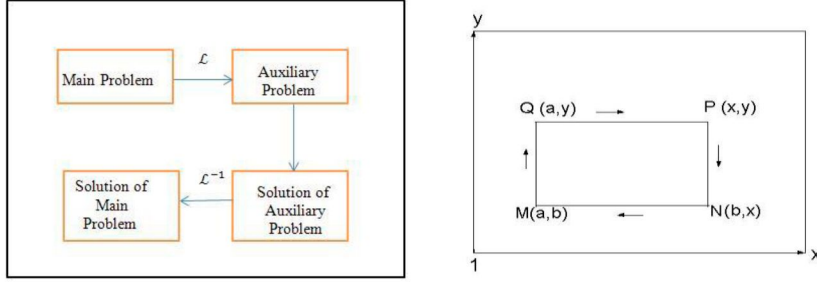 Main Problem
ℒ
Auxiliary
Problem
Solution of
Main
Problem
ℒ⁻¹
Solution of
Auxiliary
Problem
y
Q (a,y)
P (x,y)
M(a,b)
N(b,x)
1
x